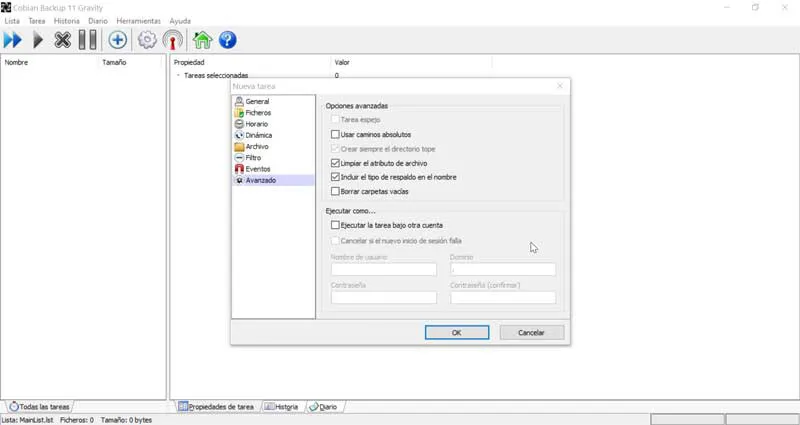 Cobian Backup 11 Gravity
Lista Tarea Historia Diario Herramientas Ayuda
Nombre Tamaño Propiedad Valor
Tareas seleccionadas 0
Nueva tarea
General
Ficheros
Horario
Dinámica
Archivo
Filtro
Eventos
Avanzado
Opciones avanzadas
Tarea espejo
Usar caminos absolutos
Crear siempre el directorio tope
Limpiar el atributo de archivo
Incluir el tipo de respaldo en el nombre
Borrar carpetas vacías
Ejecutar como...
Ejecutar la tarea bajo otra cuenta
Cancelar si el nuevo inicio de sesión falla
Nombre de usuario Dominio
.
Contraseña Contraseña (confirmar)
OK Cancelar
Todas las tareas Propiedades de tarea Historia Diario
Lista: MainList.lst Ficheros: 0 Tamaño: 0 bytes